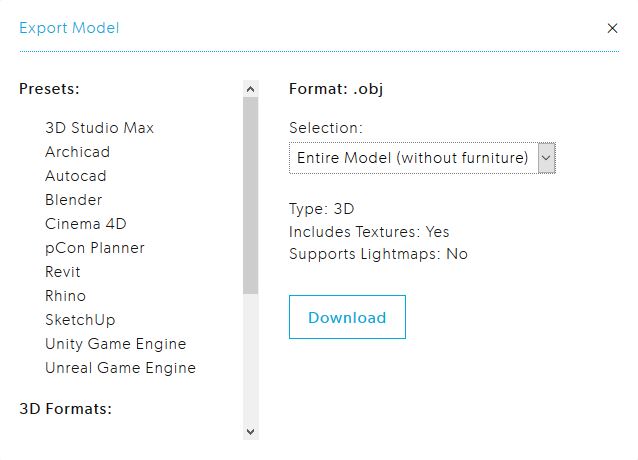 Export Model
Presets:
3D Studio Max
Archicad
Autocad
Blender
Cinema 4D
pCon Planner
Revit
Rhino
SketchUp
Unity Game Engine
Unreal Game Engine
3D Formats:
Format: .obj
Selection:
Entire Model (without furniture)
Type: 3D
Includes Textures: Yes
Supports Lightmaps: No
Download